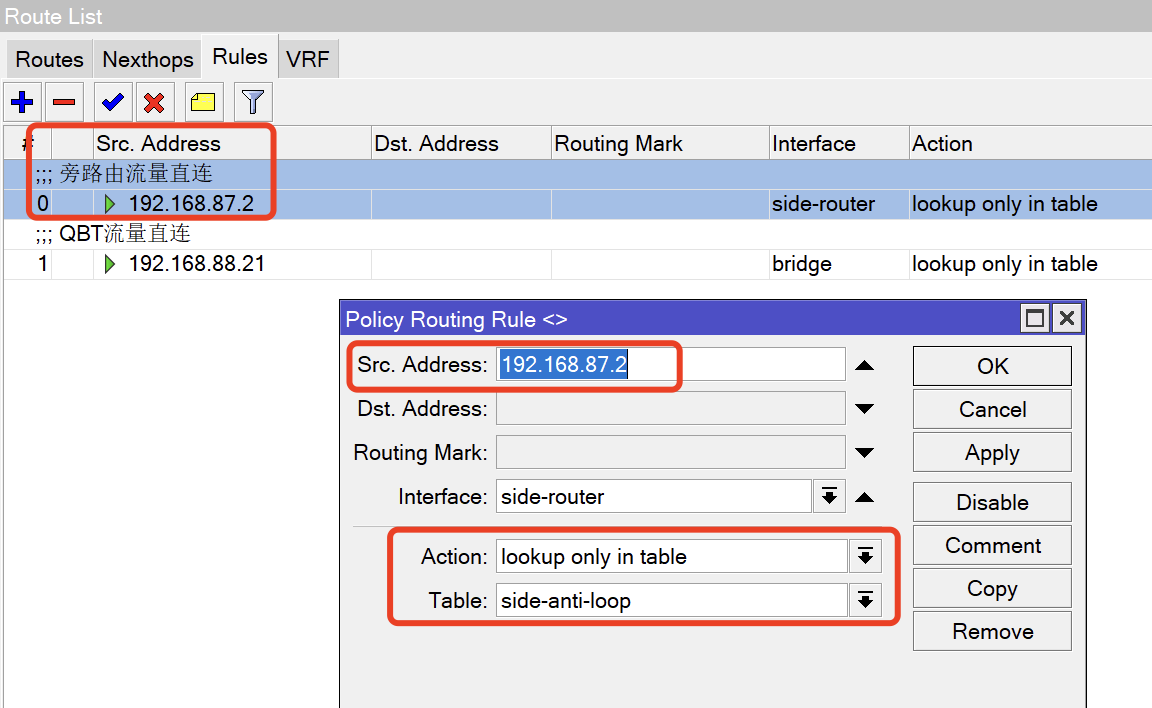 Route List
Routes Nexthops Rules VRF
# Src. Address Dst. Address Routing Mark Interface Action
;;; 旁路由流量直连
0 192.168.87.2 side-router lookup only in table
;;; QBT流量直连
1 192.168.88.21 bridge lookup only in table
Policy Routing Rule <>
Src. Address: 192.168.87.2
Dst. Address:
Routing Mark:
Interface: side-router
Action: lookup only in table
Table: side-anti-loop
OK
Cancel
Apply
Disable
Comment
Copy
Remove